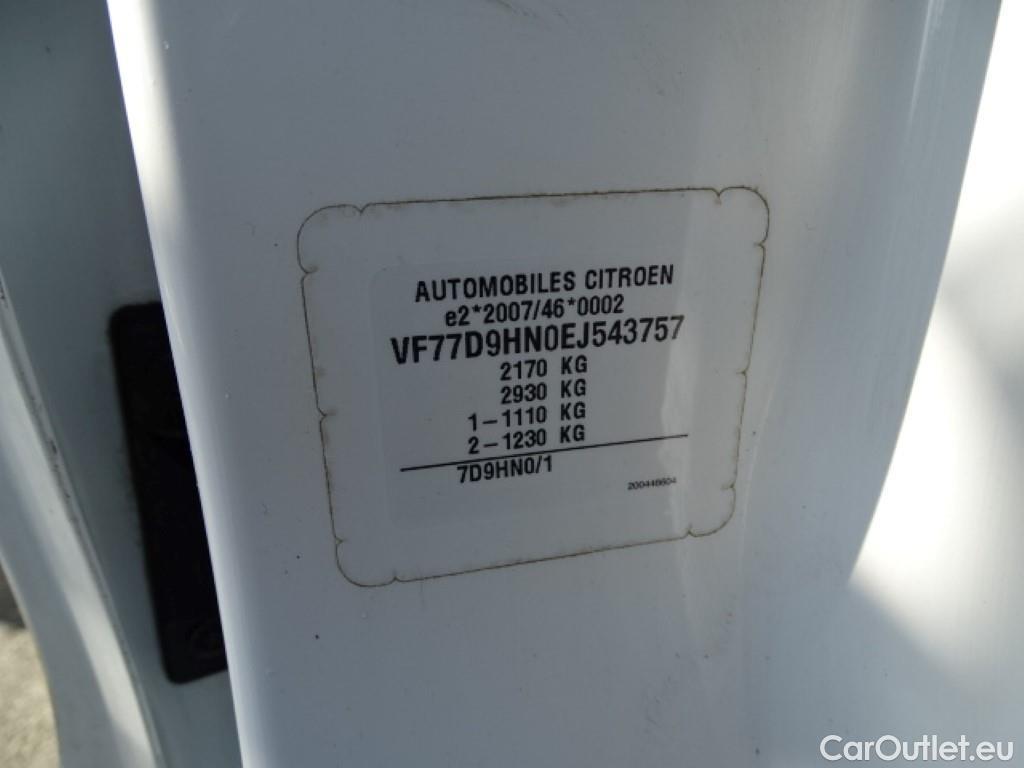 AUTOMOBILES CITROEN
e2*2007/46*0002
VF77D9HN0EJ543757
2170 KG
2930 KG
1-1110 KG
2-1230 KG
7D9HN0/1
200448604
CarOutlet.eu